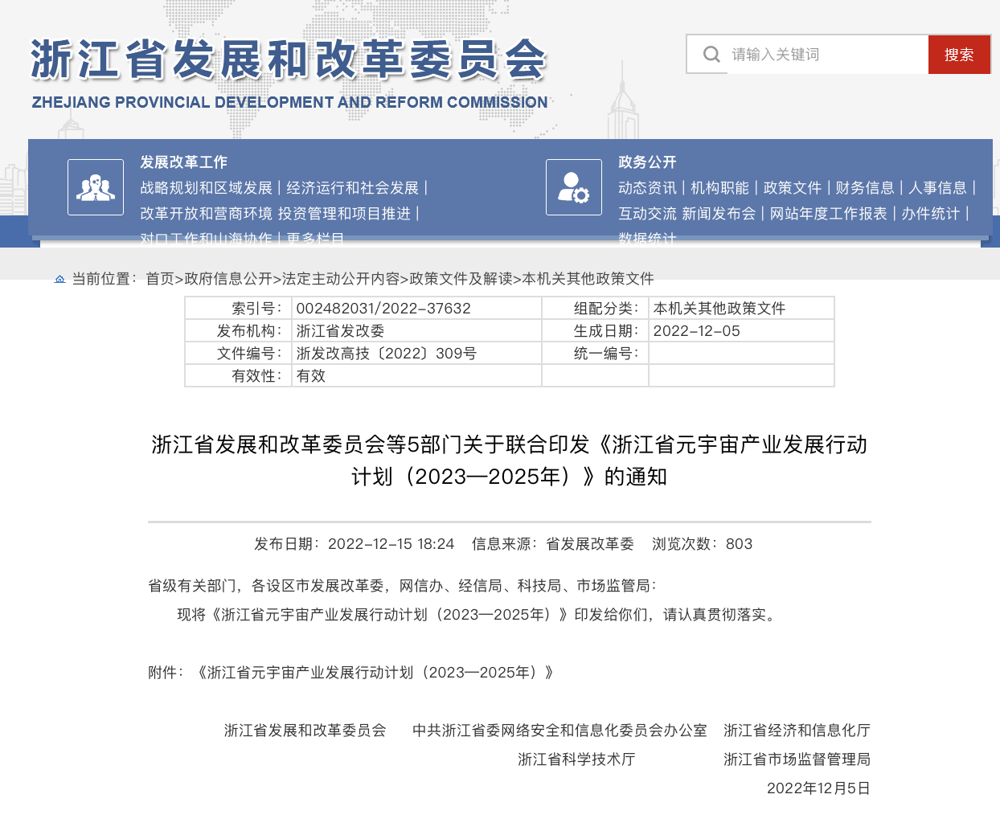 浙江省发展和改革委员会
ZHEJIANG PROVINCIAL DEVELOPMENT AND REFORM COMMISSION
请输入关键词 搜索
发展改革工作
战略规划和区域发展 | 经济运行和社会发展 |
改革开放和营商环境 投资管理和项目推进 |
对口工作和山海协作 | 更多栏目
政务公开
动态资讯 | 机构职能 | 政策文件 | 财务信息 | 人事信息 |
互动交流 新闻发布会 | 网站年度工作报表 | 办件统计 |
数据统计
当前位置：首页>政府信息公开>法定主动公开内容>政策文件及解读>本机关其他政策文件
索引号： 002482031/2022-37632 组配分类： 本机关其他政策文件
发布机构： 浙江省发改委 生成日期： 2022-12-05
文件编号： 浙发改高技〔2022〕309号 统一编号：
有效性： 有效
浙江省发展和改革委员会等5部门关于联合印发《浙江省元宇宙产业发展行动
计划（2023—2025年）》的通知
发布日期：2022-12-15 18:24 信息来源：省发展改革委 浏览次数：803
省级有关部门，各设区市发展改革委，网信办、经信局、科技局、市场监管局：
现将《浙江省元宇宙产业发展行动计划（2023—2025年）》印发给你们，请认真贯彻落实。
附件：《浙江省元宇宙产业发展行动计划（2023—2025年）》
浙江省发展和改革委员会 中共浙江省委网络安全和信息化委员会办公室 浙江省经济和信息化厅
浙江省科学技术厅 浙江省市场监督管理局
2022年12月5日